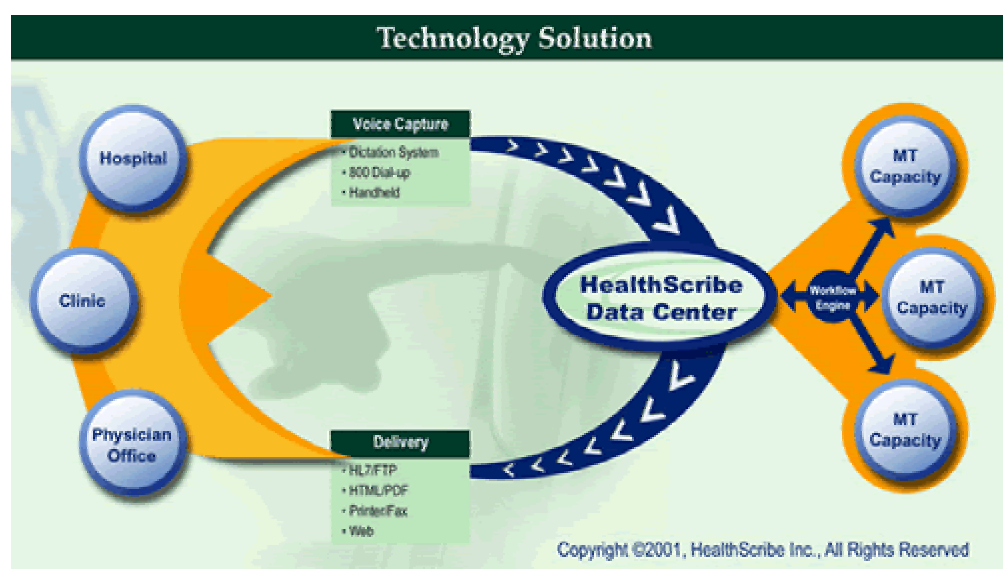 Technology Solution
Hospital
Clinic
Physician
Office
Voice Capture
• Dictation System
• 800 Dial-up
• Handheld
HealthScribe
Data Center
Workflow
Engine
MT
Capacity
MT
Capacity
MT
Capacity
Delivery
• HL7/FTP
• HTML/PDF
• Printer/Fax
• Web
Copyright ©2001, HealthScribe Inc., All Rights Reserved